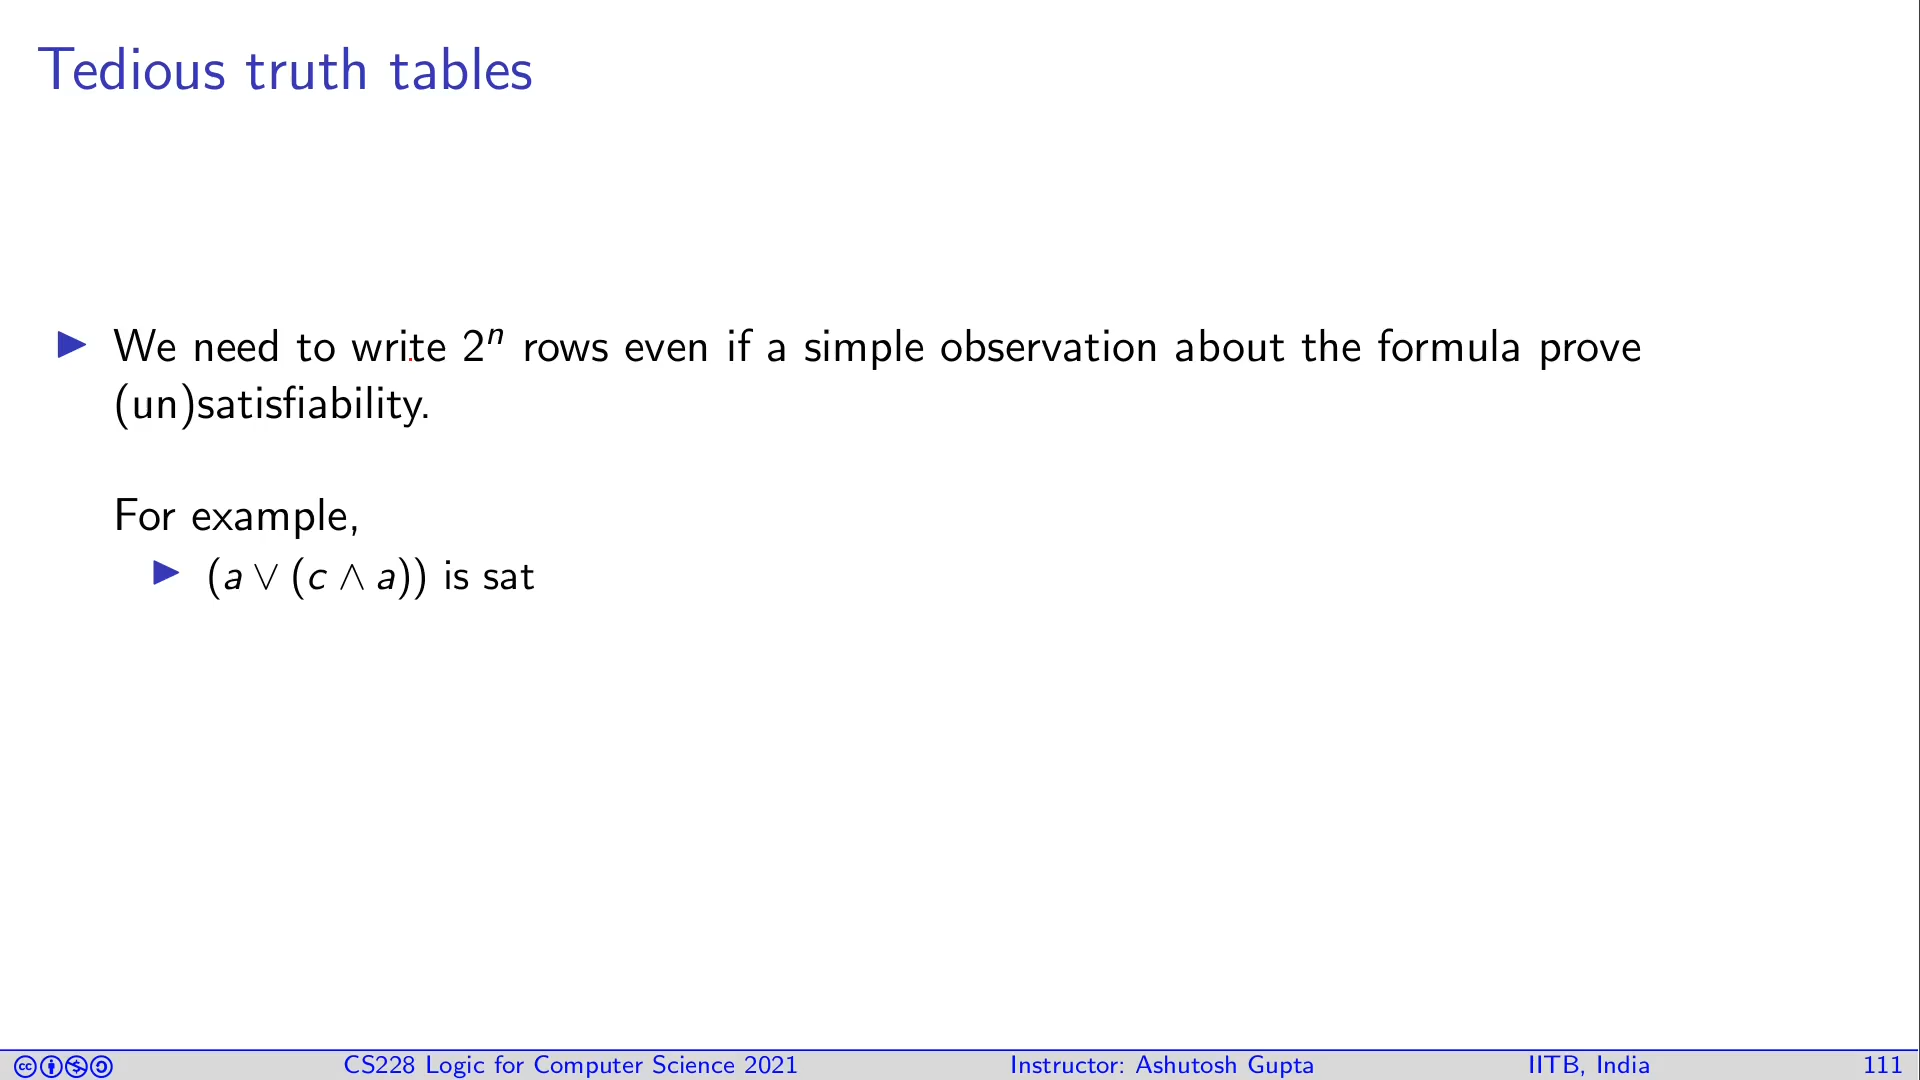 Tedious truth tables
We need to write 2ⁿ rows even if a simple observation about the formula prove
(un)satisfiability.
For example,
(a ∨ (c ∧ a)) is sat
CS228 Logic for Computer Science 2021 Instructor: Ashutosh Gupta IITB, India 111